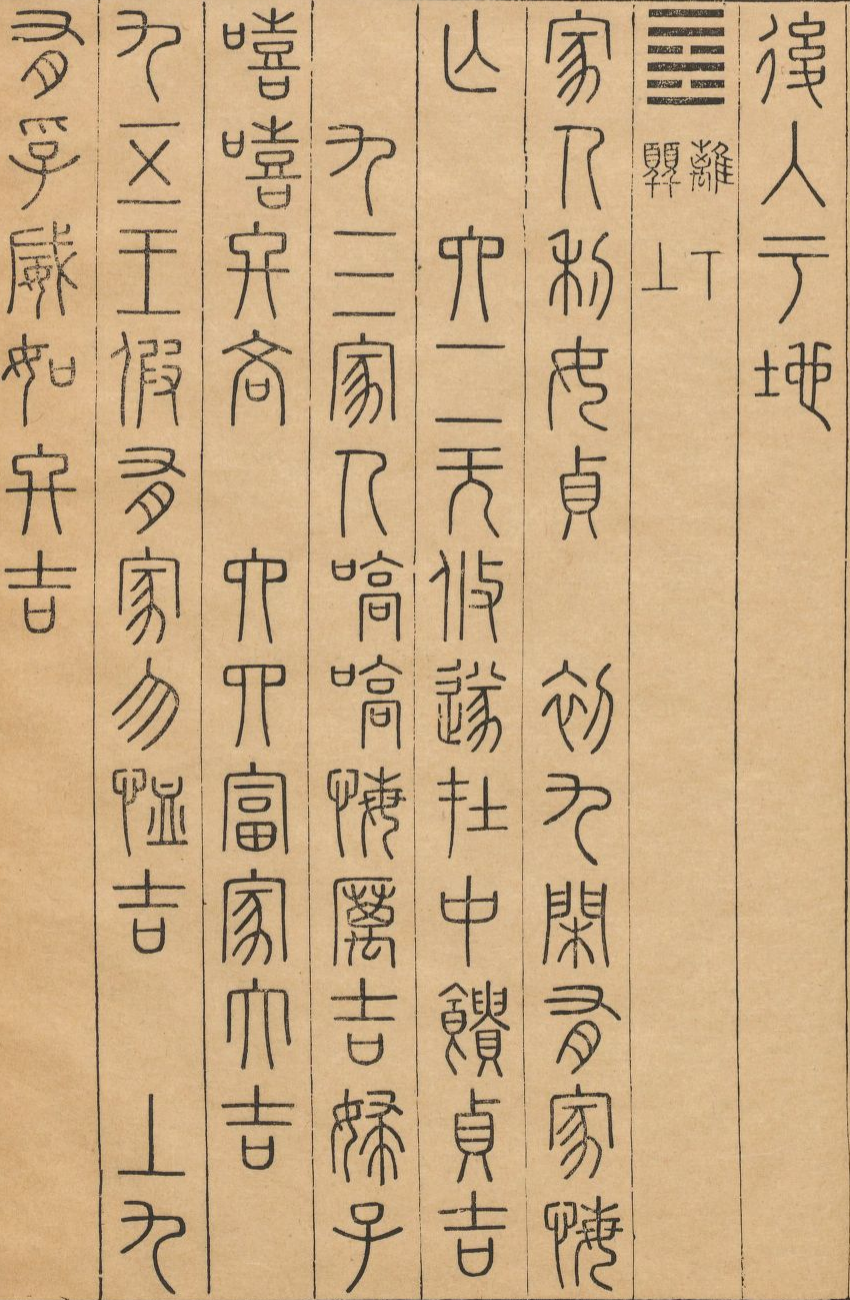 後入于地
䷤ 離下 顨上
家人利女貞 初九閑有家悔
亡 六二无攸遂在中饋貞吉
九三家人嗃嗃悔厲吉婦子
嘻嘻終吝 六四富家大吉
九五王假有家勿恤吉 上九
有孚威如終吉